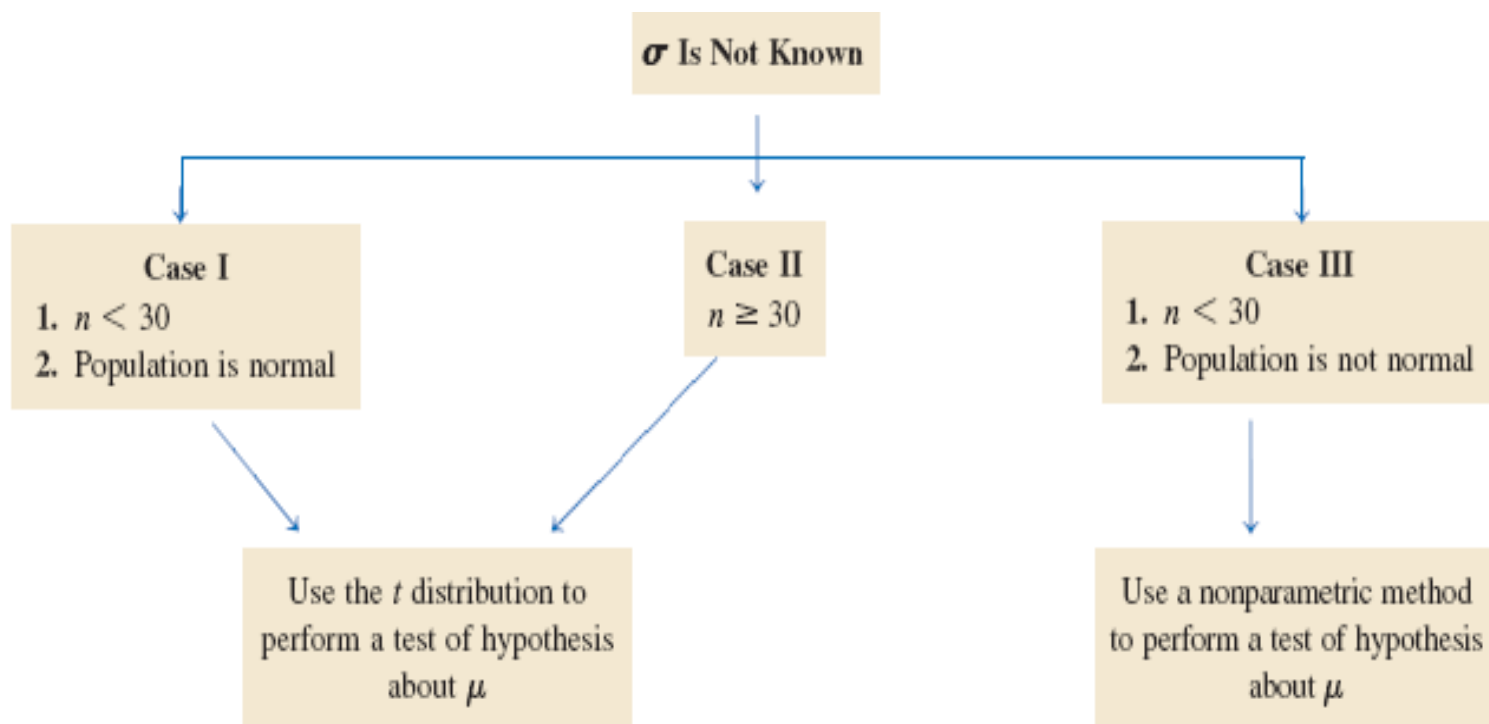 σ Is Not Known
Case I
1. n < 30
2. Population is normal
Case II
n ≥ 30
Case III
1. n < 30
2. Population is not normal
Use the t distribution to
perform a test of hypothesis
about μ
Use a nonparametric method
to perform a test of hypothesis
about μ